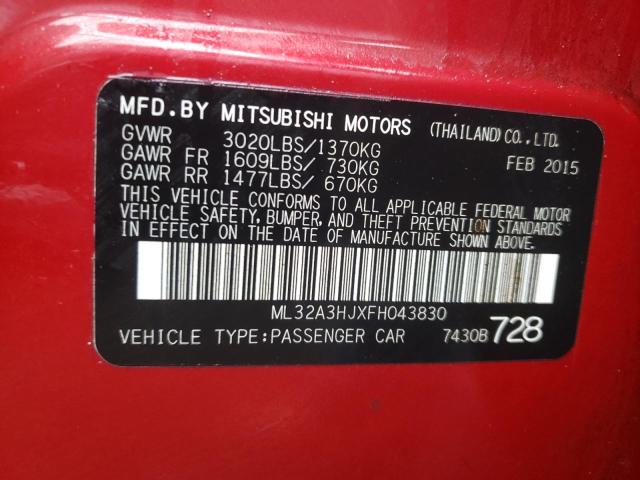 MFD.BY MITSUBISHI MOTORS (THAILAND)CO.,LTD.
GVWR 3020LBS/1370KG FEB 2015
GAWR FR 1609LBS/ 730KG
GAWR RR 1477LBS/ 670KG
THIS VEHICLE CONFORMS TO ALL APPLICABLE FEDERAL MOTOR
VEHICLE SAFETY, BUMPER, AND THEFT PREVENTION STANDARDS
IN EFFECT ON THE DATE OF MANUFACTURE SHOWN ABOVE.
ML32A3HJXFH043830
VEHICLE TYPE:PASSENGER CAR 7430B 728